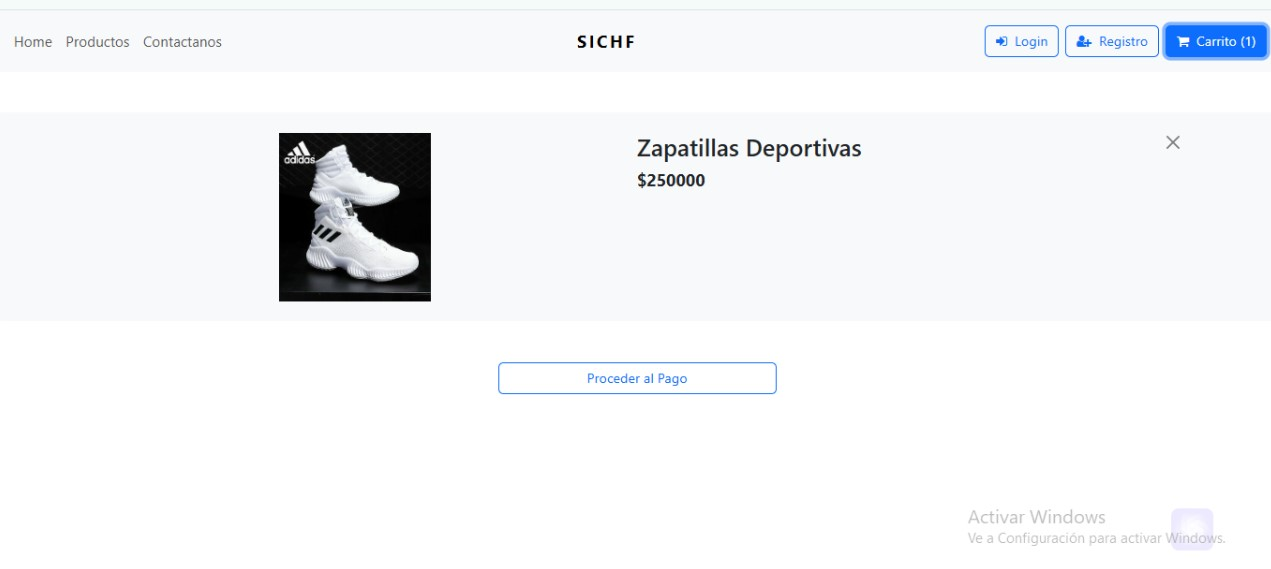 Home Productos Contactanos
SICHF
Login Registro Carrito (1)
adidas
Zapatillas Deportivas
$250000
Proceder al Pago
Activar Windows
Ve a Configuración para activar Windows.